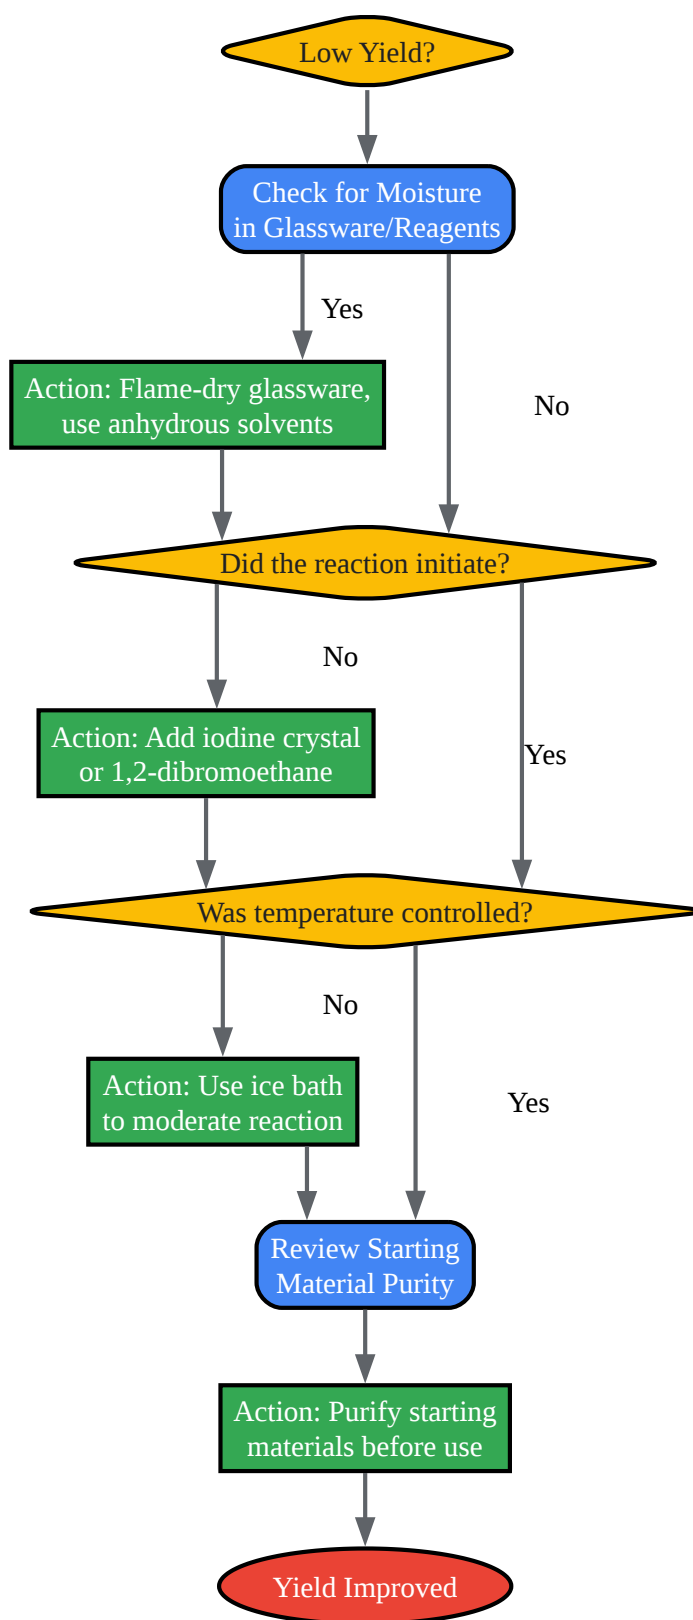 Low Yield?
Check for Moisture
in Glassware/Reagents
Yes
Action: Flame-dry glassware,
use anhydrous solvents
No
Did the reaction initiate?
No
Action: Add iodine crystal
or 1,2-dibromoethane
Yes
Was temperature controlled?
No
Action: Use ice bath
to moderate reaction
Yes
Review Starting
Material Purity
Action: Purify starting
materials before use
Yield Improved